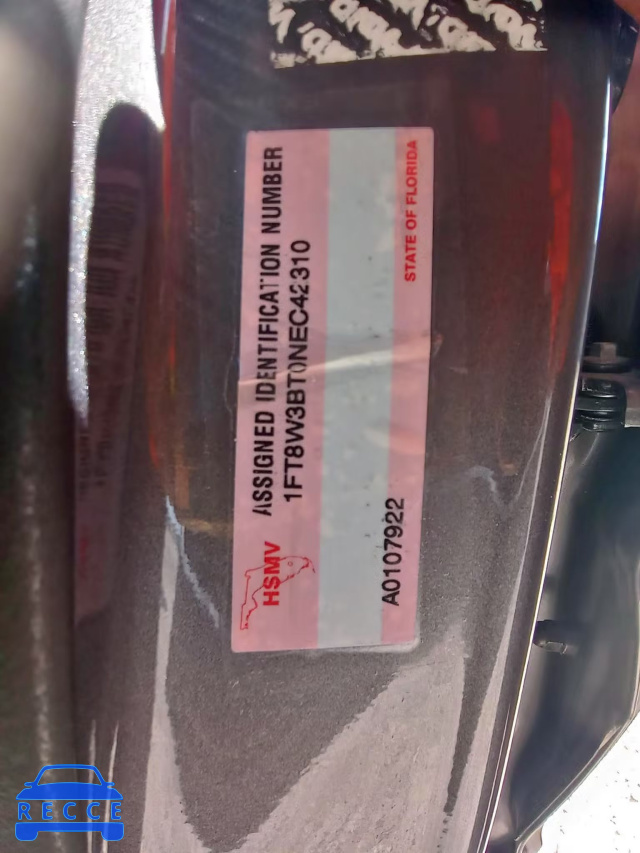 ASSIGNED IDENTIFICATION NUMBER
1FT8W3BT0NEC42310
HSMV
A0107922
STATE OF FLORIDA
RECCE